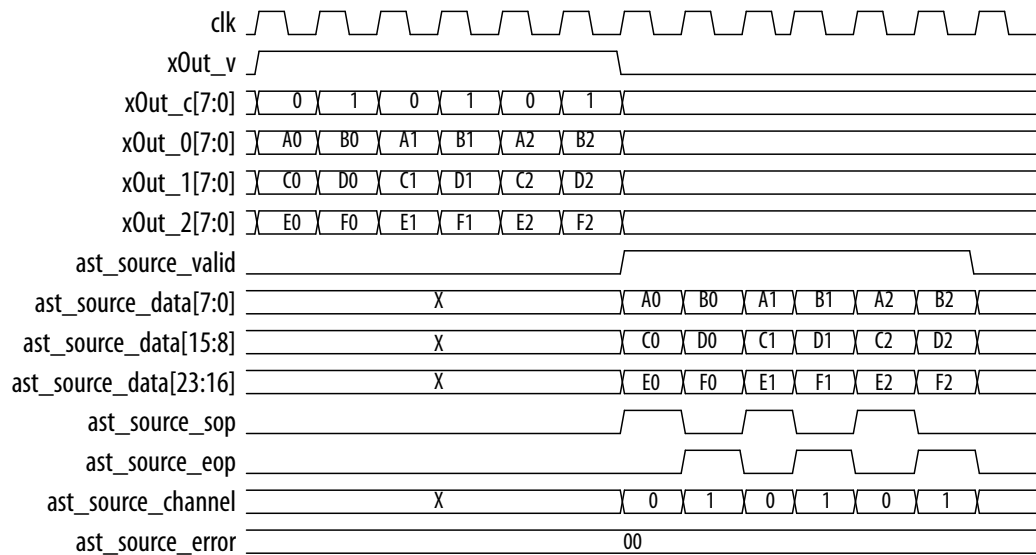 clk
xOut_v
xOut_c[7:0] 0 1 0 1 0 1
xOut_0[7:0] A0 B0 A1 B1 A2 B2
xOut_1[7:0] C0 D0 C1 D1 C2 D2
xOut_2[7:0] E0 F0 E1 F1 E2 F2
ast_source_valid
ast_source_data[7:0] X A0 B0 A1 B1 A2 B2
ast_source_data[15:8] X C0 D0 C1 D1 C2 D2
ast_source_data[23:16] X E0 F0 E1 F1 E2 F2
ast_source_sop
ast_source_eop
ast_source_channel X 0 1 0 1 0 1
ast_source_error 00